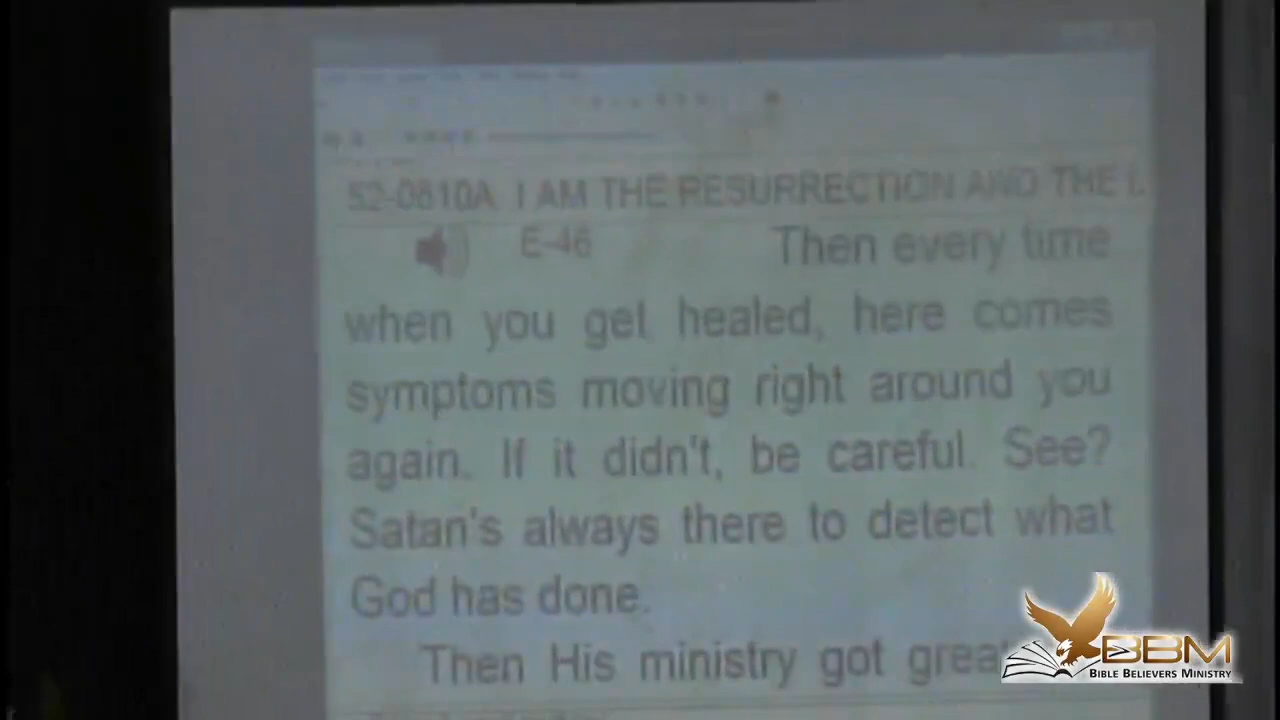 52-0810A I AM THE RESURRECTION AND THE L
E-46 Then every time
when you get healed, here comes
symptoms moving right around you
again. If it didn't, be careful. See?
Satan's always there to detect what
God has done.
Then His ministry got grea
BBM
BIBLE BELIEVERS MINISTRY